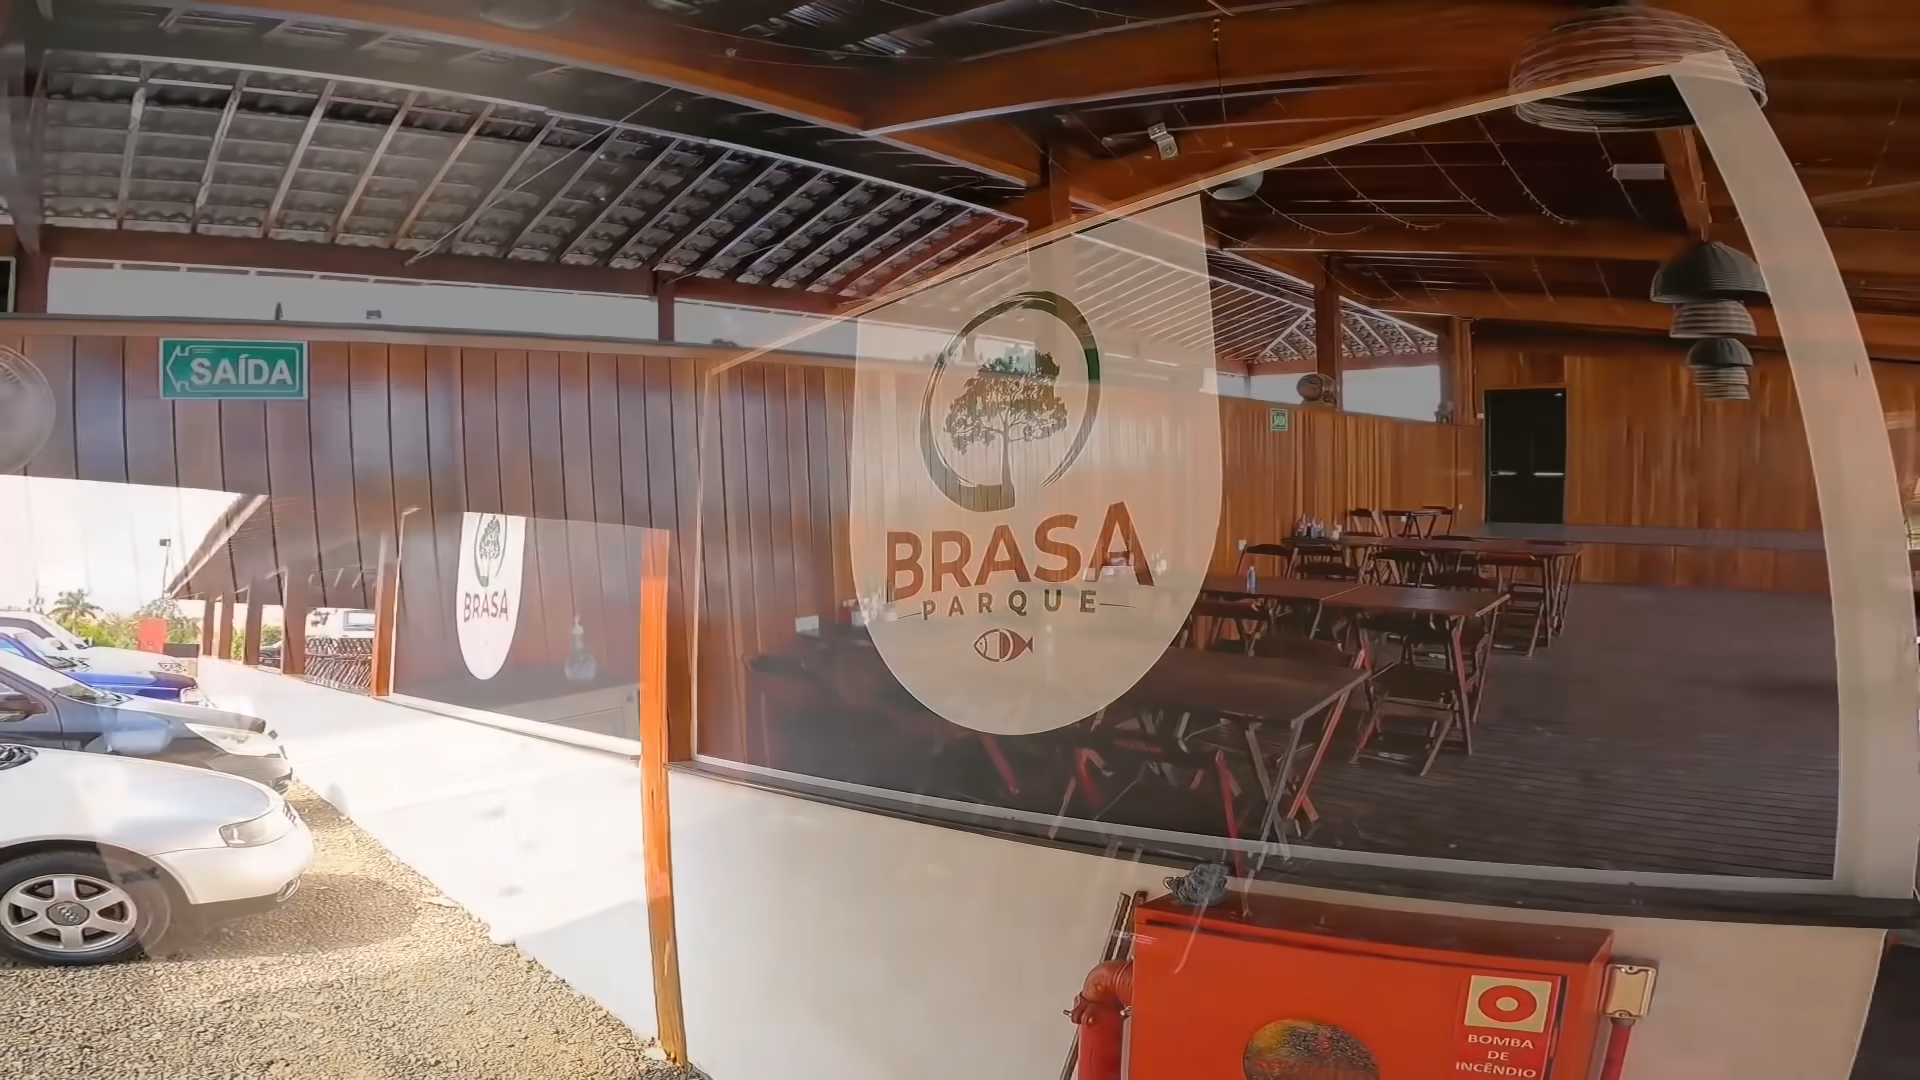 SAÍDA
BRASA
PARQUE
BRASA
BOMBA
DE
INCÊNDIO